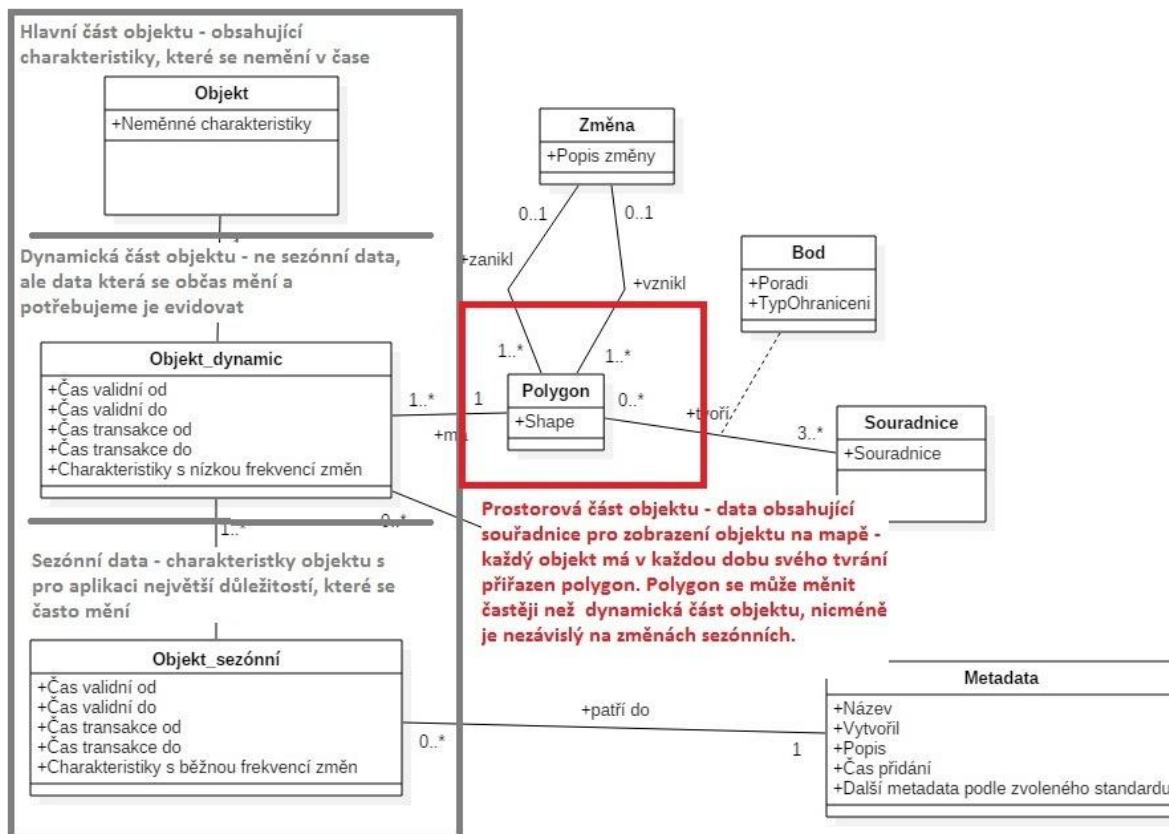 Hlavní část objektu - obsahující
charakteristiky, které se nemění v čase
Objekt
+Neměnné charakteristiky
Dynamická část objektu - ne sezónní data,
ale data která se občas mění a
potřebujeme je evidovat
Objekt_dynamic
+Čas validní od
+Čas validní do
+Čas transakce od
+Čas transakce do
+Charakteristiky s nízkou frekvencí změn
1..*
0..*
Sezónní data - charakteristky objektu s
pro aplikaci největší důležitostí, které se
často mění
Objekt_sezónní
+Čas validní od
+Čas validní do
+Čas transakce od
+Čas transakce do
+Charakteristiky s běžnou frekvencí změn
Změna
+Popis změny
0..1
0..1
+zanikl
+vznikl
1..*
1..*
Polygon
+Shape
1..*
1
+má
0..*
+tvoří
3..*
Bod
+Poradi
+TypOhraniceni
Souradnice
+Souradnice
Prostorová část objektu - data obsahující
souřadnice pro zobrazení objektu na mapě -
každý objekt má v každou dobu svého tvrání
přiřazen polygon. Polygon se může měnit
častěji než dynamická část objektu, nicméně
je nezávislý na změnách sezónních.
+patří do
0..*
1
Metadata
+Název
+Vytvořil
+Popis
+Čas přidání
+Další metadata podle zvoleného standardu